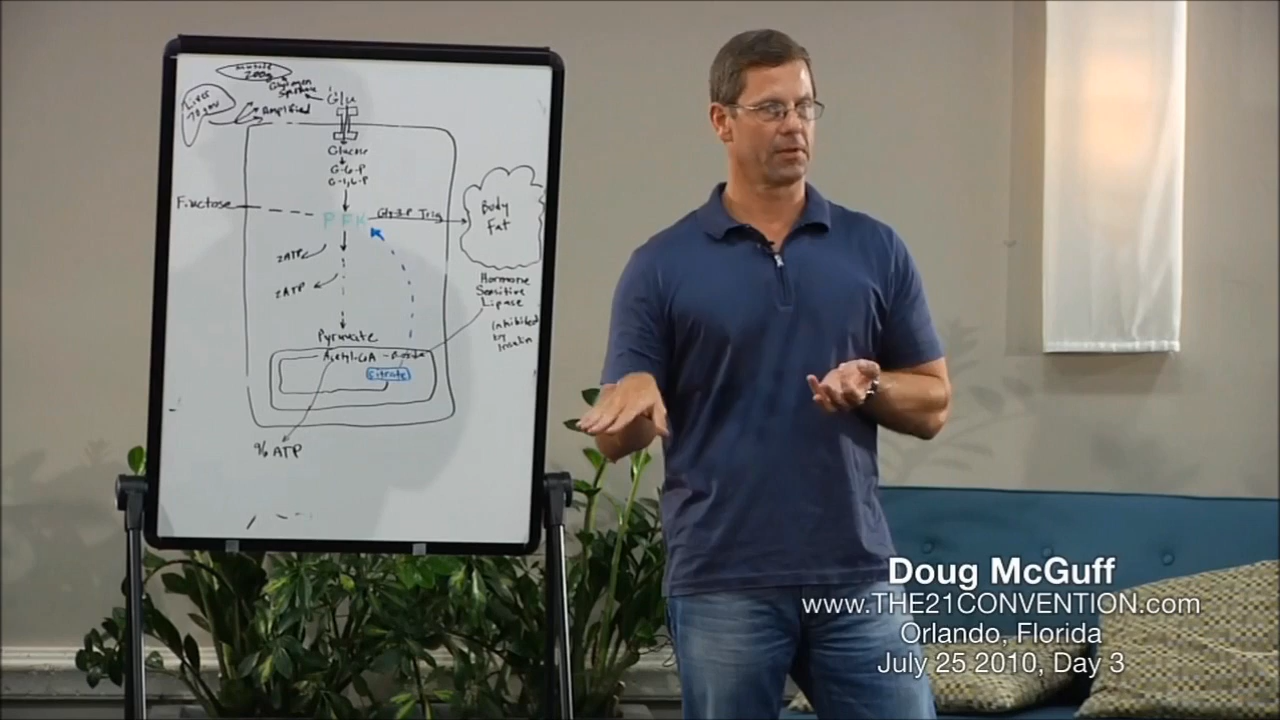 muscle
200g
Glycogen
Liver
70 gms
Amplified
Glu
Glucose
G-6-P
G-1,6-P
Fructose
PFK
Gly-3-P Trig
Body
Fat
2ATP
2ATP
Hormone
Sensitive
Lipase
Inhibited
by
Insulin
Pyruvate
Acetyl-CoA
Citrate
ATP
Doug McGuff
www.THE21CONVENTION.com
Orlando, Florida
July 25 2010, Day 3